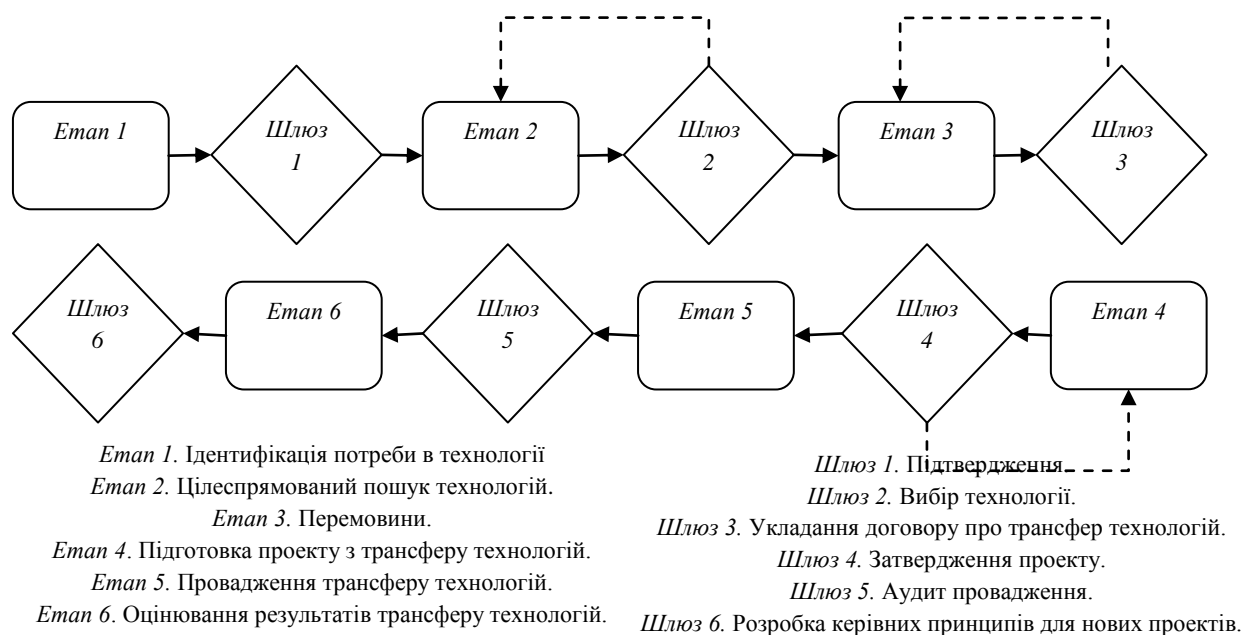 Етап 1
Шлюз
1
Етап 2
Шлюз
2
Етап 3
Шлюз
3
Шлюз
6
Етап 6
Шлюз
5
Етап 5
Шлюз
4
Етап 4
Етап 1. Ідентифікація потреби в технології
Етап 2. Цілеспрямований пошук технологій.
Етап 3. Перемовини.
Етап 4. Підготовка проекту з трансферу технологій.
Етап 5. Провадження трансферу технологій.
Етап 6. Оцінювання результатів трансферу технологій.
Шлюз 1. Підтвердження.
Шлюз 2. Вибір технології.
Шлюз 3. Укладання договору про трансфер технологій.
Шлюз 4. Затвердження проекту.
Шлюз 5. Аудит провадження.
Шлюз 6. Розробка керівних принципів для нових проектів.